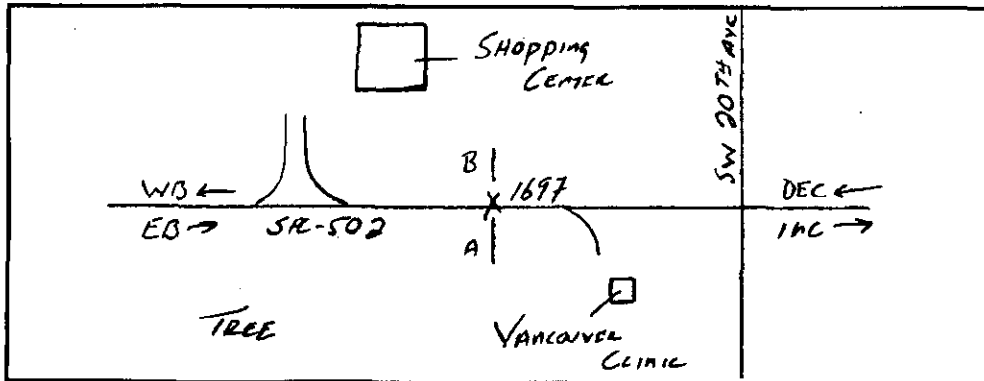 SHOPPING
CENTER
SW 20TH AVE
B
1697
WB ←
DEC ←
EB →
SR-502
INC →
A
TREE
VANCOUVER
CLINIC